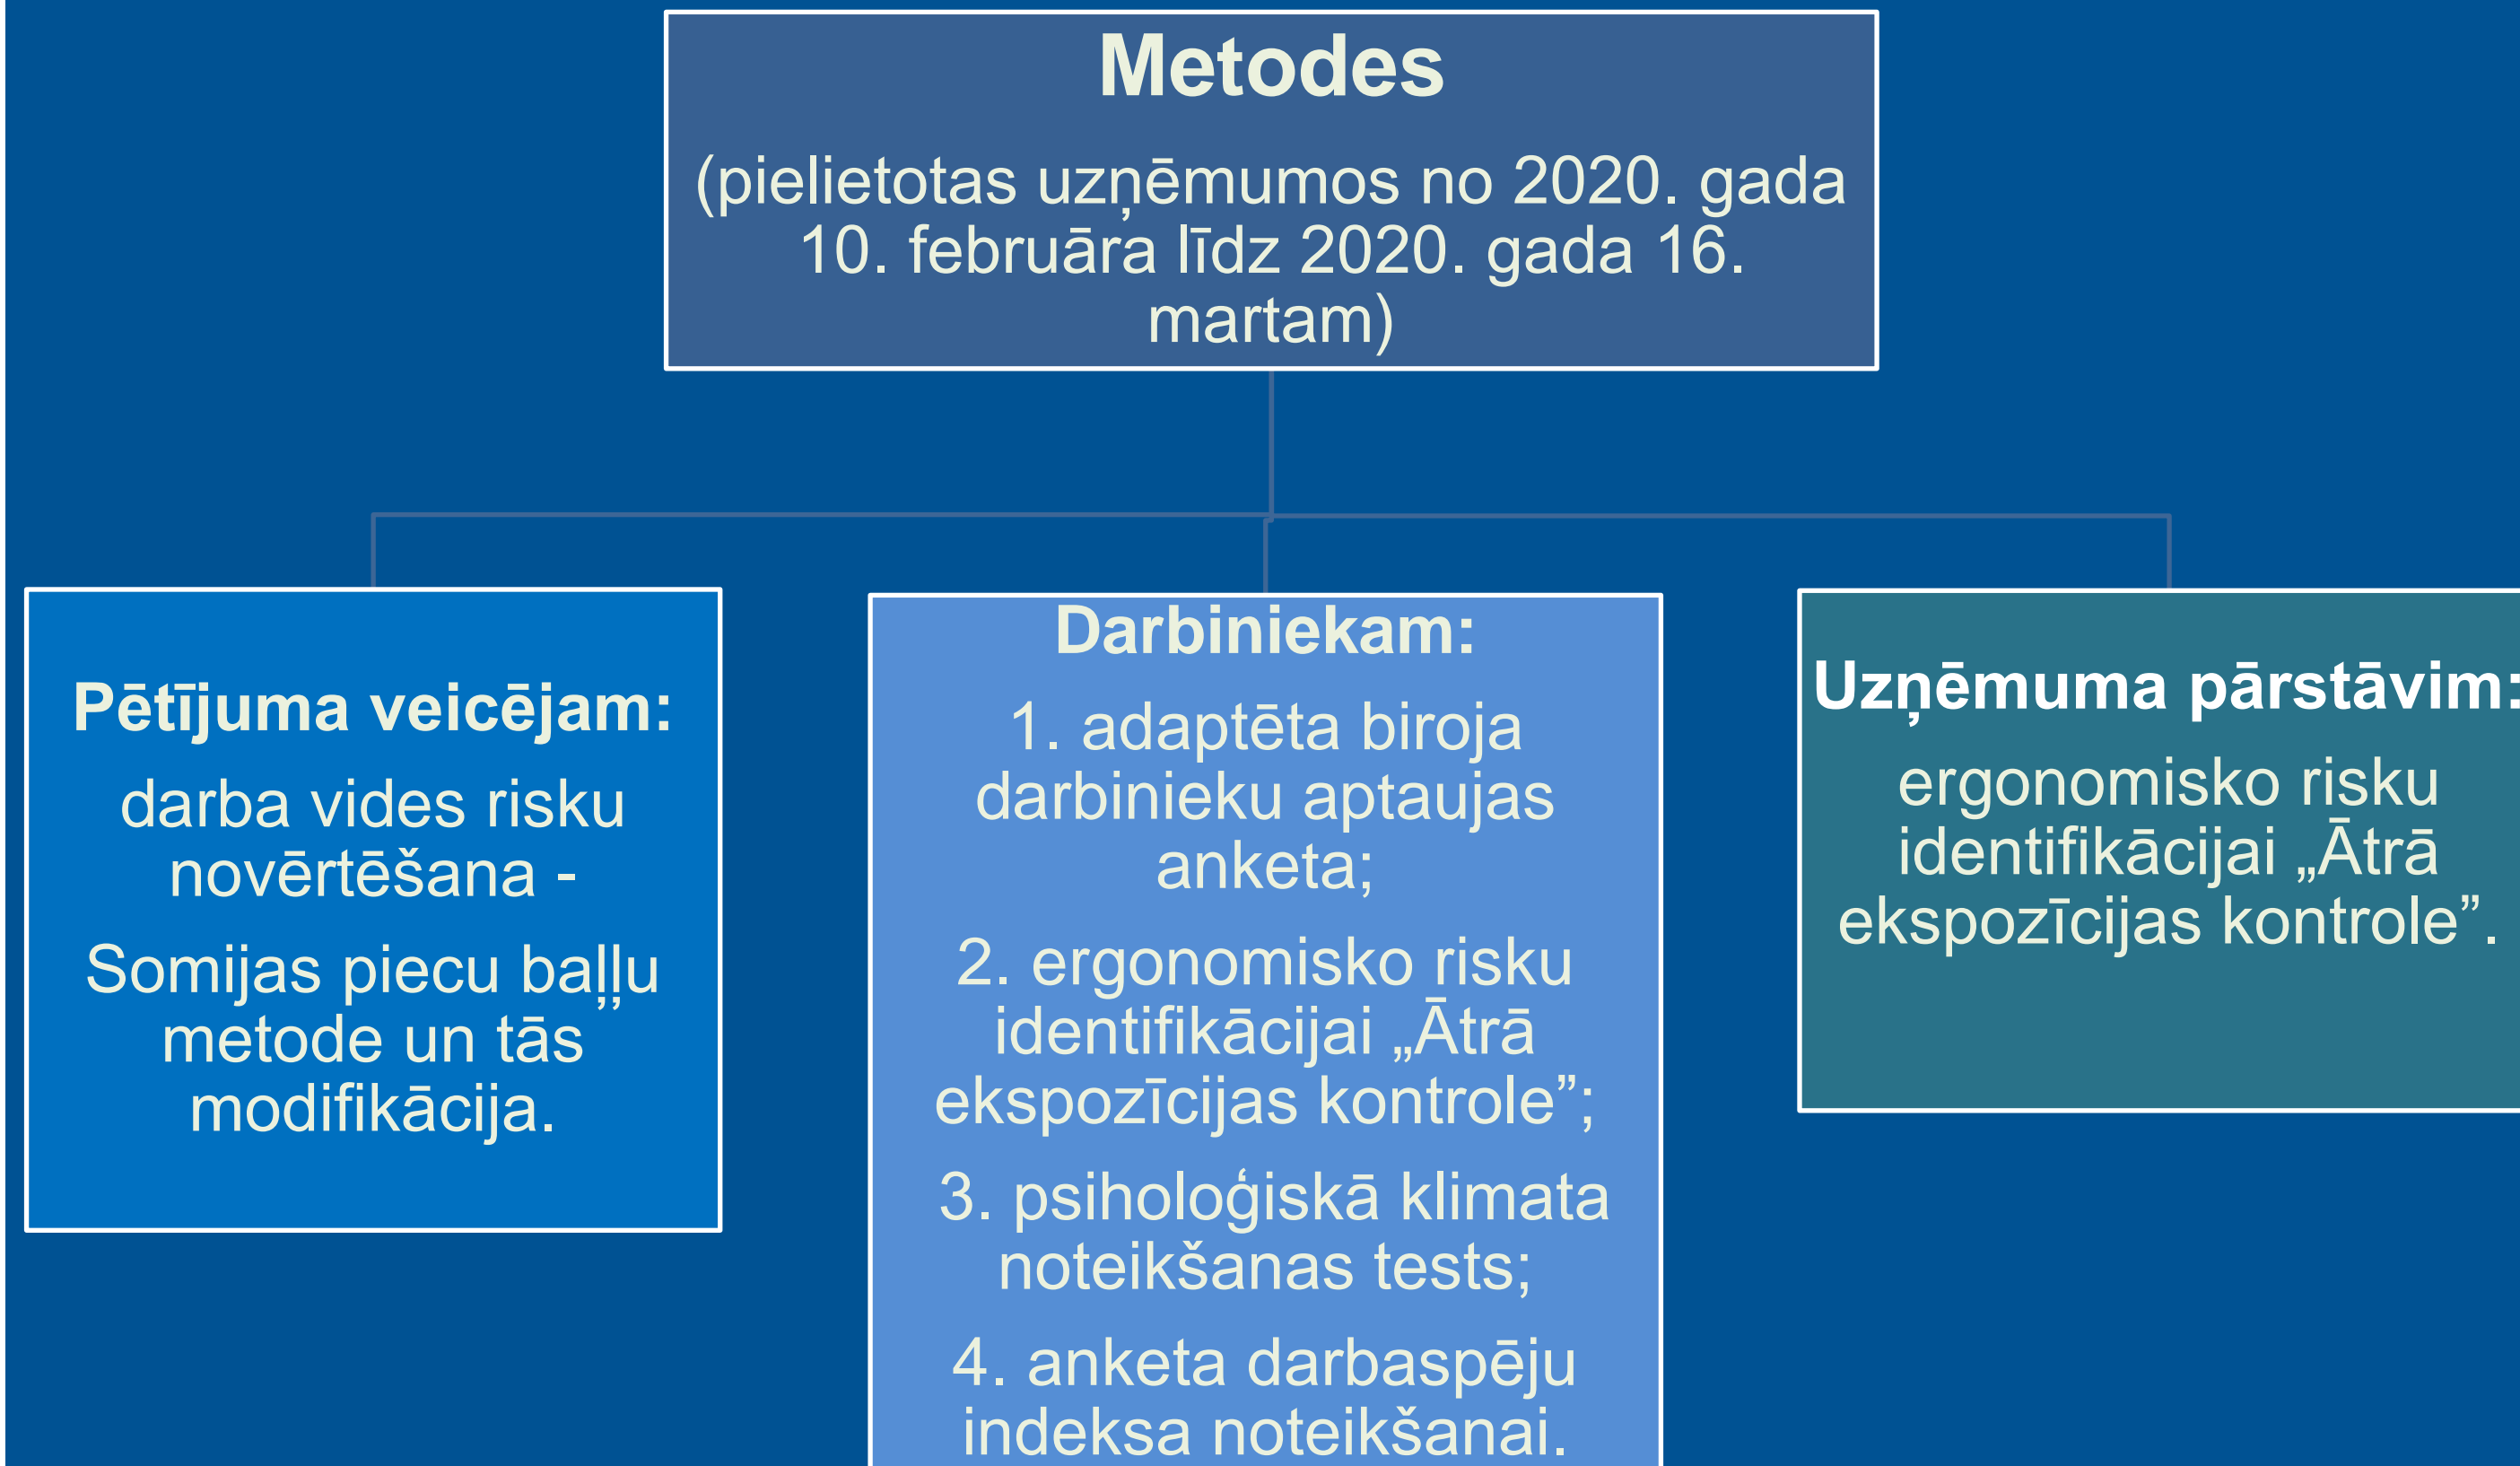 Metodes
(pielietotas uzņēmumos no 2020. gada
10. februāra līdz 2020. gada 16.
martam)
Pētījuma veicējam:
darba vides risku
novērtēšana -
Somijas piecu baļļu
metode un tās
modifikācija.
Darbiniekam:
1. adaptēta biroja
darbinieku aptaujas
anketa;
2. ergonomisko risku
identifikācijai „Ātrā
ekspozīcijas kontrole”;
3. psiholoģiskā klimata
noteikšanas tests;
4. anketa darbaspēju
indeksa noteikšanai.
Uzņēmuma pārstāvim:
ergonomisko risku
identifikācijai „Ātrā
ekspozīcijas kontrole”.